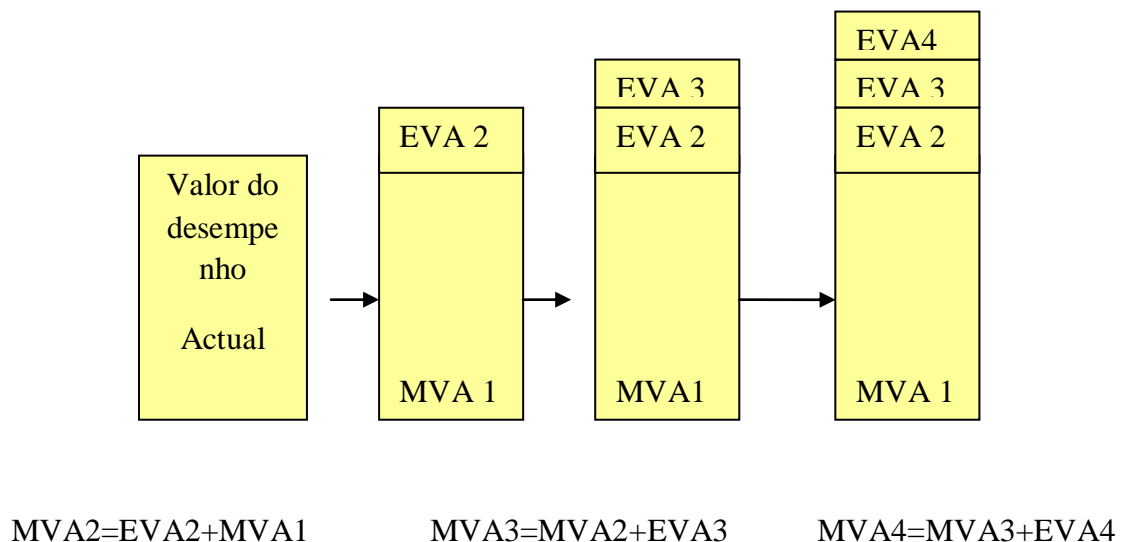 Valor do
desempe
nho
Actual
EVA 2
MVA 1
EVA 3
EVA 2
MVA1
EVA4
EVA 3
EVA 2
MVA 1
MVA2=EVA2+MVA1
MVA3=MVA2+EVA3
MVA4=MVA3+EVA4